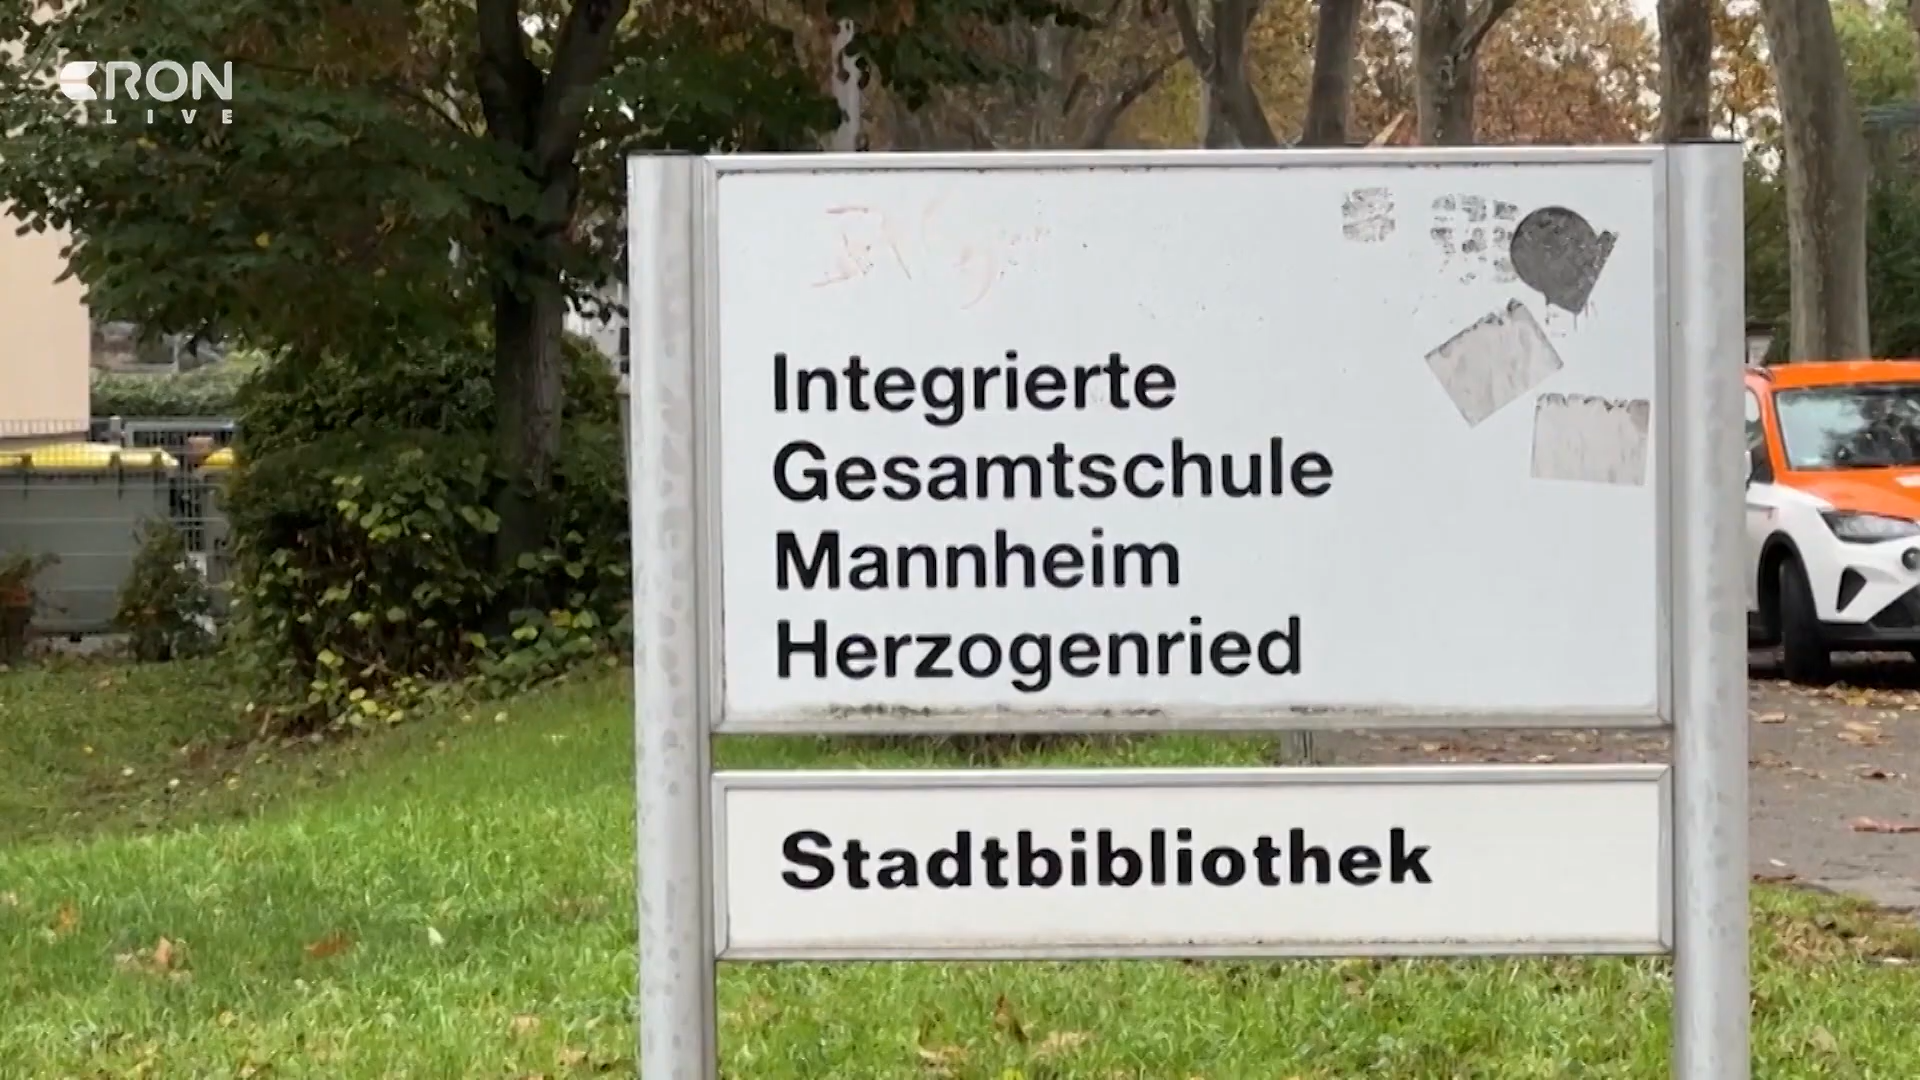 RON
LIVE
Integrierte
Gesamtschule
Mannheim
Herzogenried
Stadtbibliothek